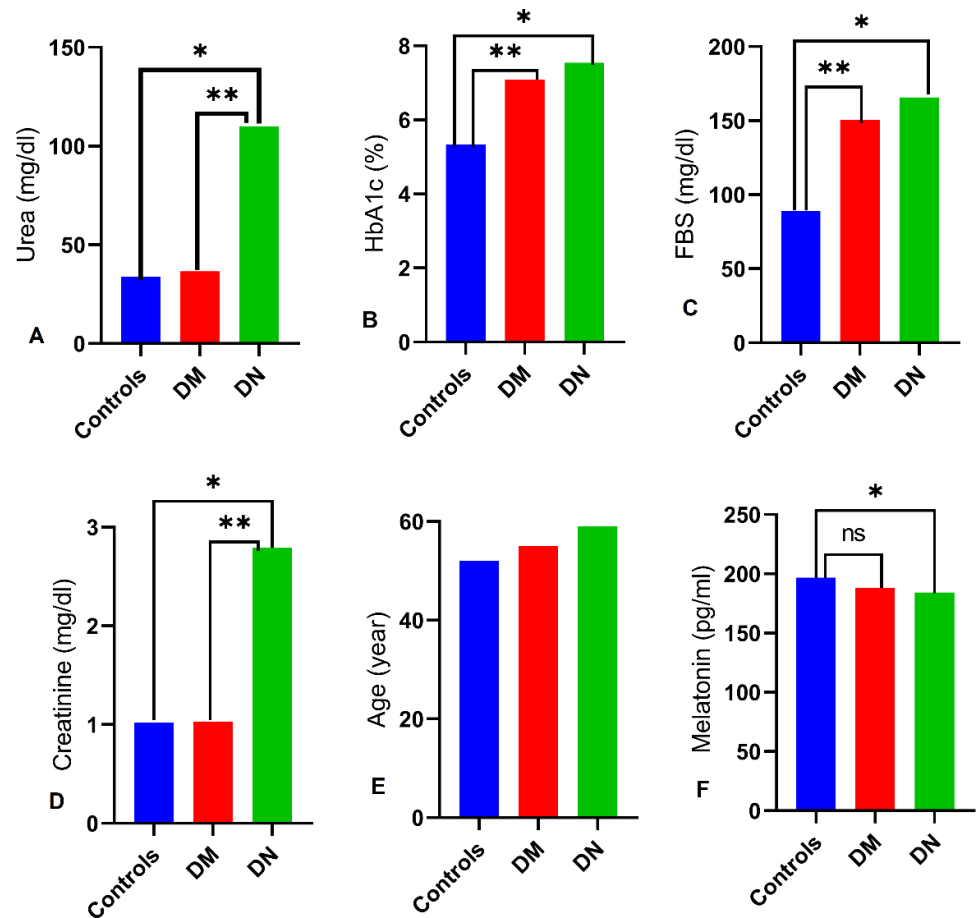 A
Urea (mg/dl)
150
100
50
0
*
**
Controls
DM
DN
B
HbA1c (%)
8
6
4
2
0
*
**
Controls
DM
DN
C
FBS (mg/dl)
200
150
100
50
0
*
**
Controls
DM
DN
D
Creatinine (mg/dl)
3
2
1
0
*
**
Controls
DM
DN
E
Age (year)
60
40
20
0
Controls
DM
DN
F
Melatonin (pg/ml)
250
200
150
100
50
0
*
ns
Controls
DM
DN